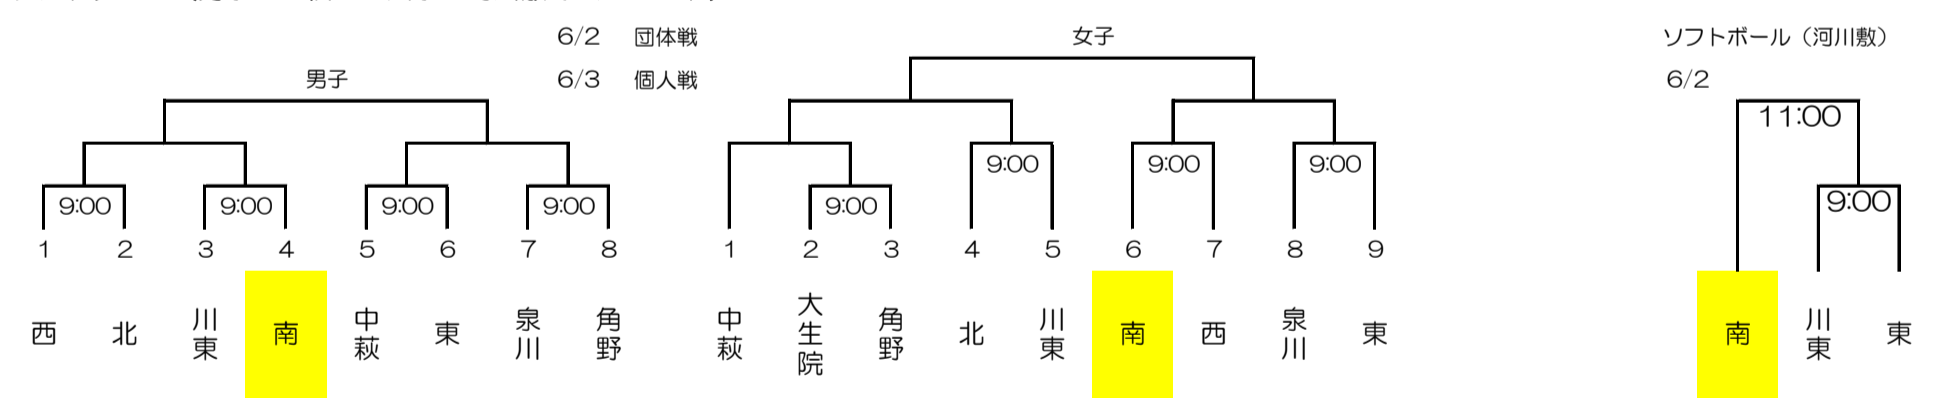 6/2 団体戦
6/3 個人戦
男子
9:00 9:00 9:00 9:00
1 2 3 4 5 6 7 8
西 北 川東 南 中萩 東 泉川 角野
女子
9:00 9:00 9:00
9:00
1 2 3 4 5 6 7 8 9
中萩 大生院 角野 北 川東 南 西 泉川 東
ソフトボール（河川敷）
6/2
11:00
9:00
南 川東 東